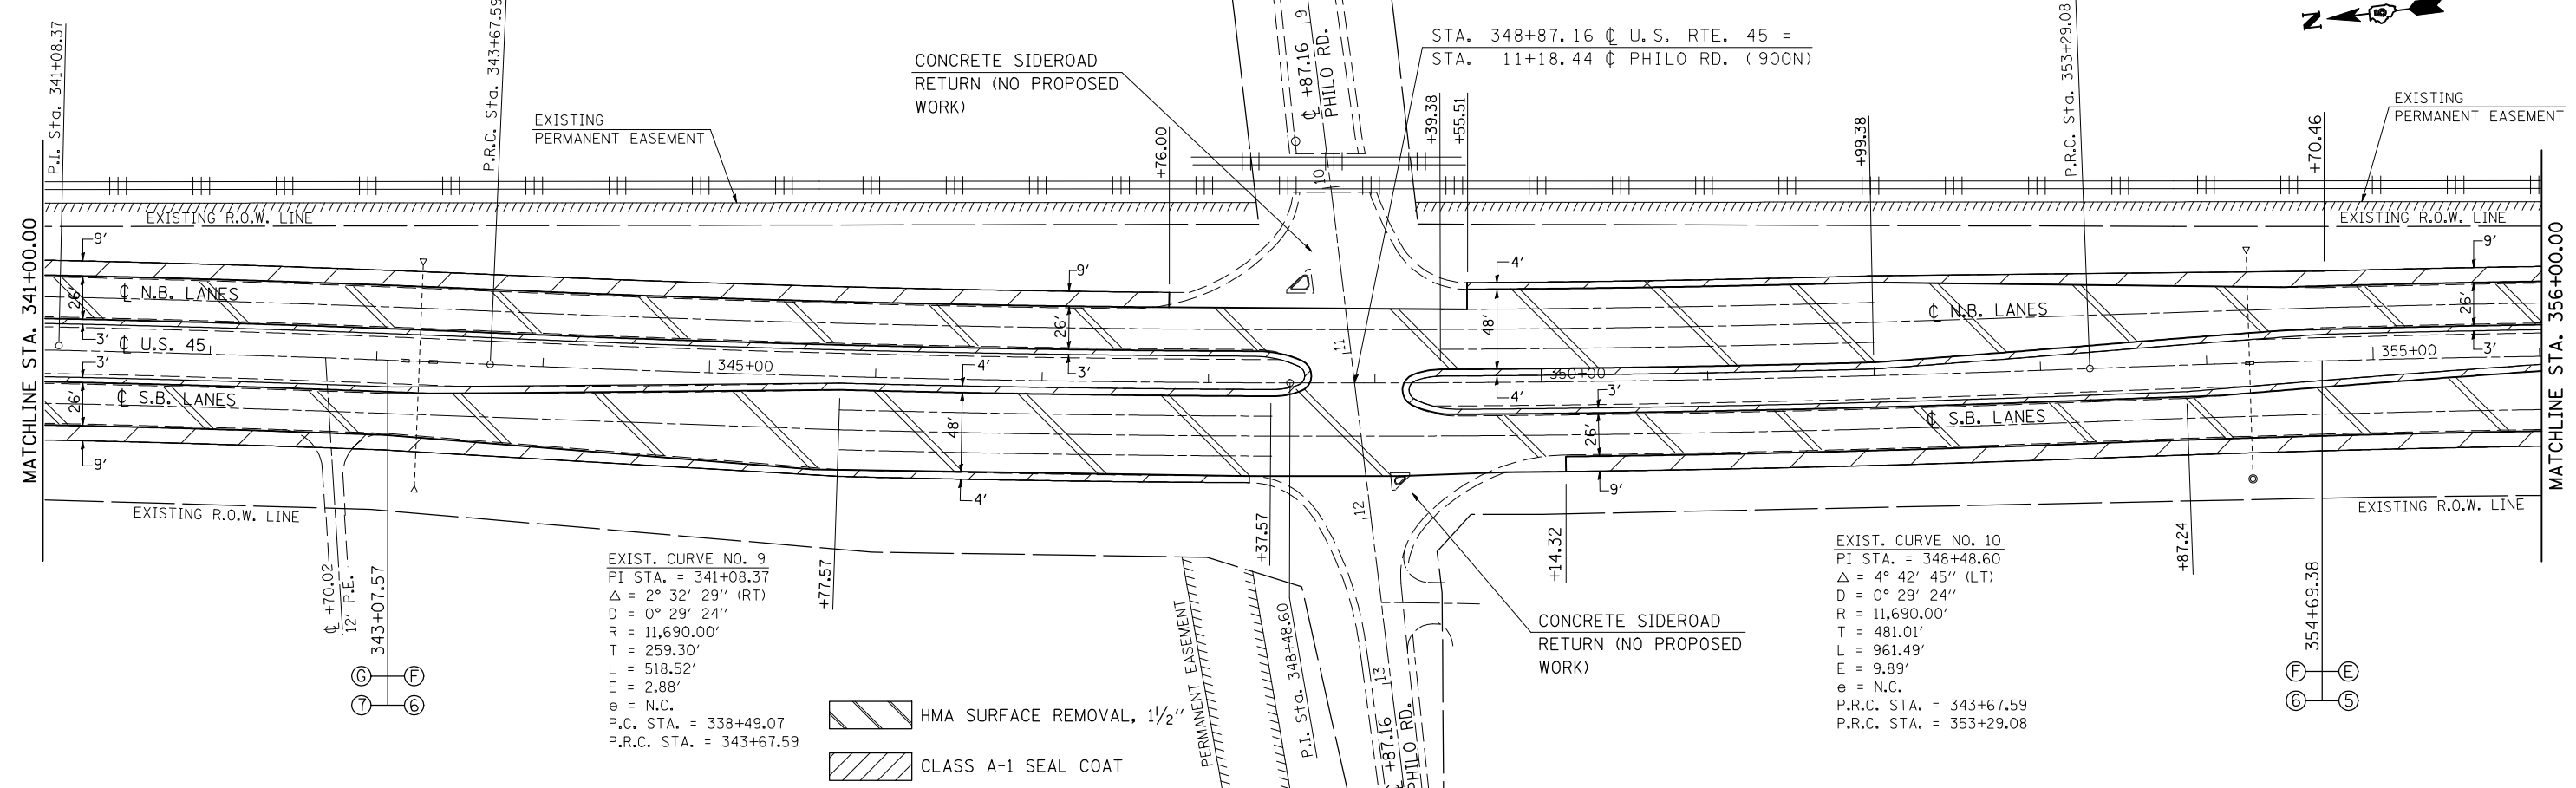 P.I. Sta. 341+08.37
P.R.C. Sta. 343+67.59
EXISTING
PERMANENT EASEMENT
CONCRETE SIDEROAD
RETURN (NO PROPOSED
WORK)
+76.00
9
℄ +87.16
PHILO RD.
10
STA. 348+87.16 ℄ U.S. RTE. 45 =
STA. 11+18.44 ℄ PHILO RD. (900N)
+39.38
+55.51
+99.38
P.R.C. Sta. 353+29.08
+70.46
N
5
EXISTING
PERMANENT EASEMENT
MATCHLINE STA. 341+00.00
EXISTING R.O.W. LINE
EXISTING R.O.W. LINE
9'
9'
4'
9'
26'
℄ N.B. LANES
26'
48'
℄ N.B. LANES
26'
3'
℄ U.S. 45
345+00
4'
3'
11
350+00
4'
3'
355+00
3'
3'
26'
℄ S.B. LANES
48'
26'
℄ S.B. LANES
9'
4'
9'
12
EXISTING R.O.W. LINE
EXISTING R.O.W. LINE
MATCHLINE STA. 356+00.00
℄ +70.02
12' P.E.
343+07.57
G F
7 6
EXIST. CURVE NO. 9
PI STA. = 341+08.37
Δ = 2° 32' 29" (RT)
D = 0° 29' 24"
R = 11,690.00'
T = 259.30'
L = 518.52'
E = 2.88'
e = N.C.
P.C. STA. = 338+49.07
P.R.C. STA. = 343+67.59
+77.57
+37.57
PERMANENT EASEMENT
P.I. Sta. 348+48.60
13
+87.16
PHILO RD.
+14.32
CONCRETE SIDEROAD
RETURN (NO PROPOSED
WORK)
EXIST. CURVE NO. 10
PI STA. = 348+48.60
Δ = 4° 42' 45" (LT)
D = 0° 29' 24"
R = 11,690.00'
T = 481.01'
L = 961.49'
E = 9.89'
e = N.C.
P.R.C. STA. = 343+67.59
P.R.C. STA. = 353+29.08
+87.24
354+69.38
F E
6 5
HMA SURFACE REMOVAL, 1½"
CLASS A-1 SEAL COAT